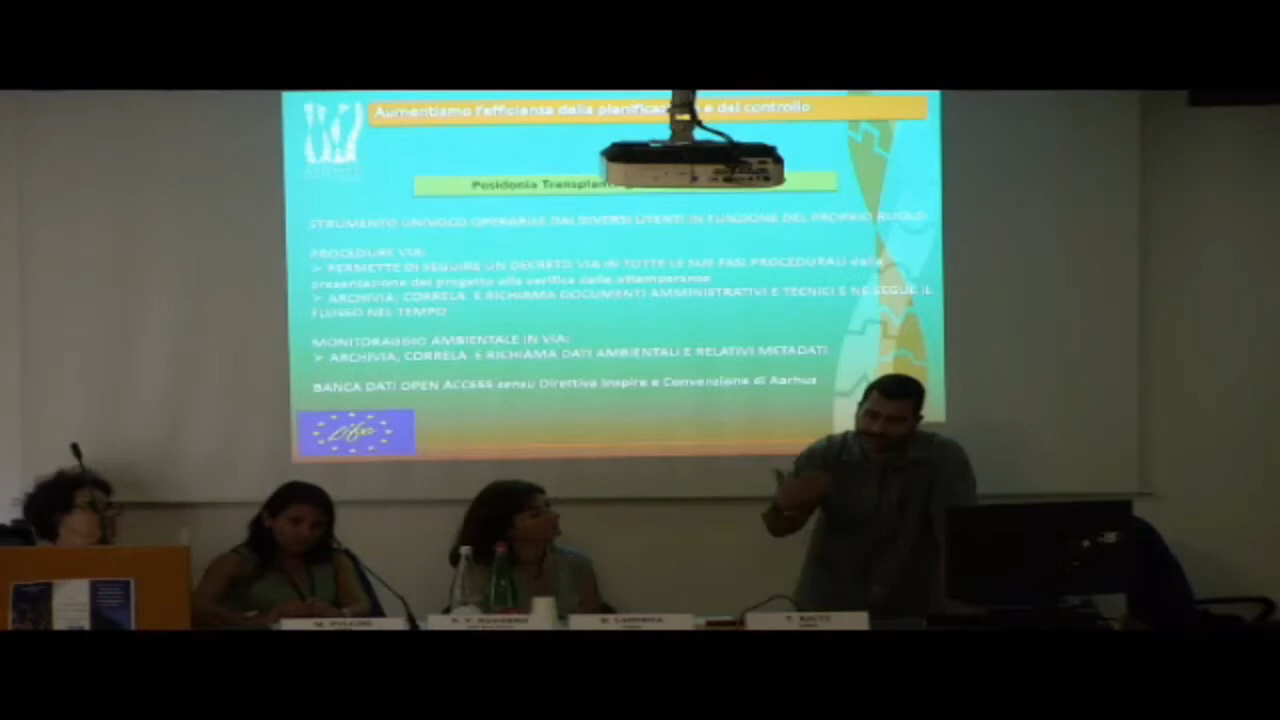 Aumentiamo l'efficienza della planificaz e del controllo
Posidonia Transplant
STRUMENTO UNIVOCO OPERABILE DAI DIVERSI UTENTI IN FUNZIONE DEL PROPRIO RUOLO
PROCEDURE VIA:
➢ PERMETTE DI SEGUIRE UN DECRETO VIA IN TUTTE LE SUE FASI PROCEDURALI dalla
presentazione del progetto alla verifica delle ottemperanze
➢ ARCHIVIA, CORRELA E RICHIAMA DOCUMENTI AMMINISTRATIVI E TECNICI E NE SEGUE IL
FLUSSO NEL TEMPO
MONITORAGGIO AMBIENTALE IN VIA:
➢ ARCHIVIA, CORRELA E RICHIAMA DATI AMBIENTALI E RELATIVI METADATI
BANCA DATI OPEN ACCESS sensu Direttiva Inspire e Convenzione di Aarhus
Life
T. BACCI